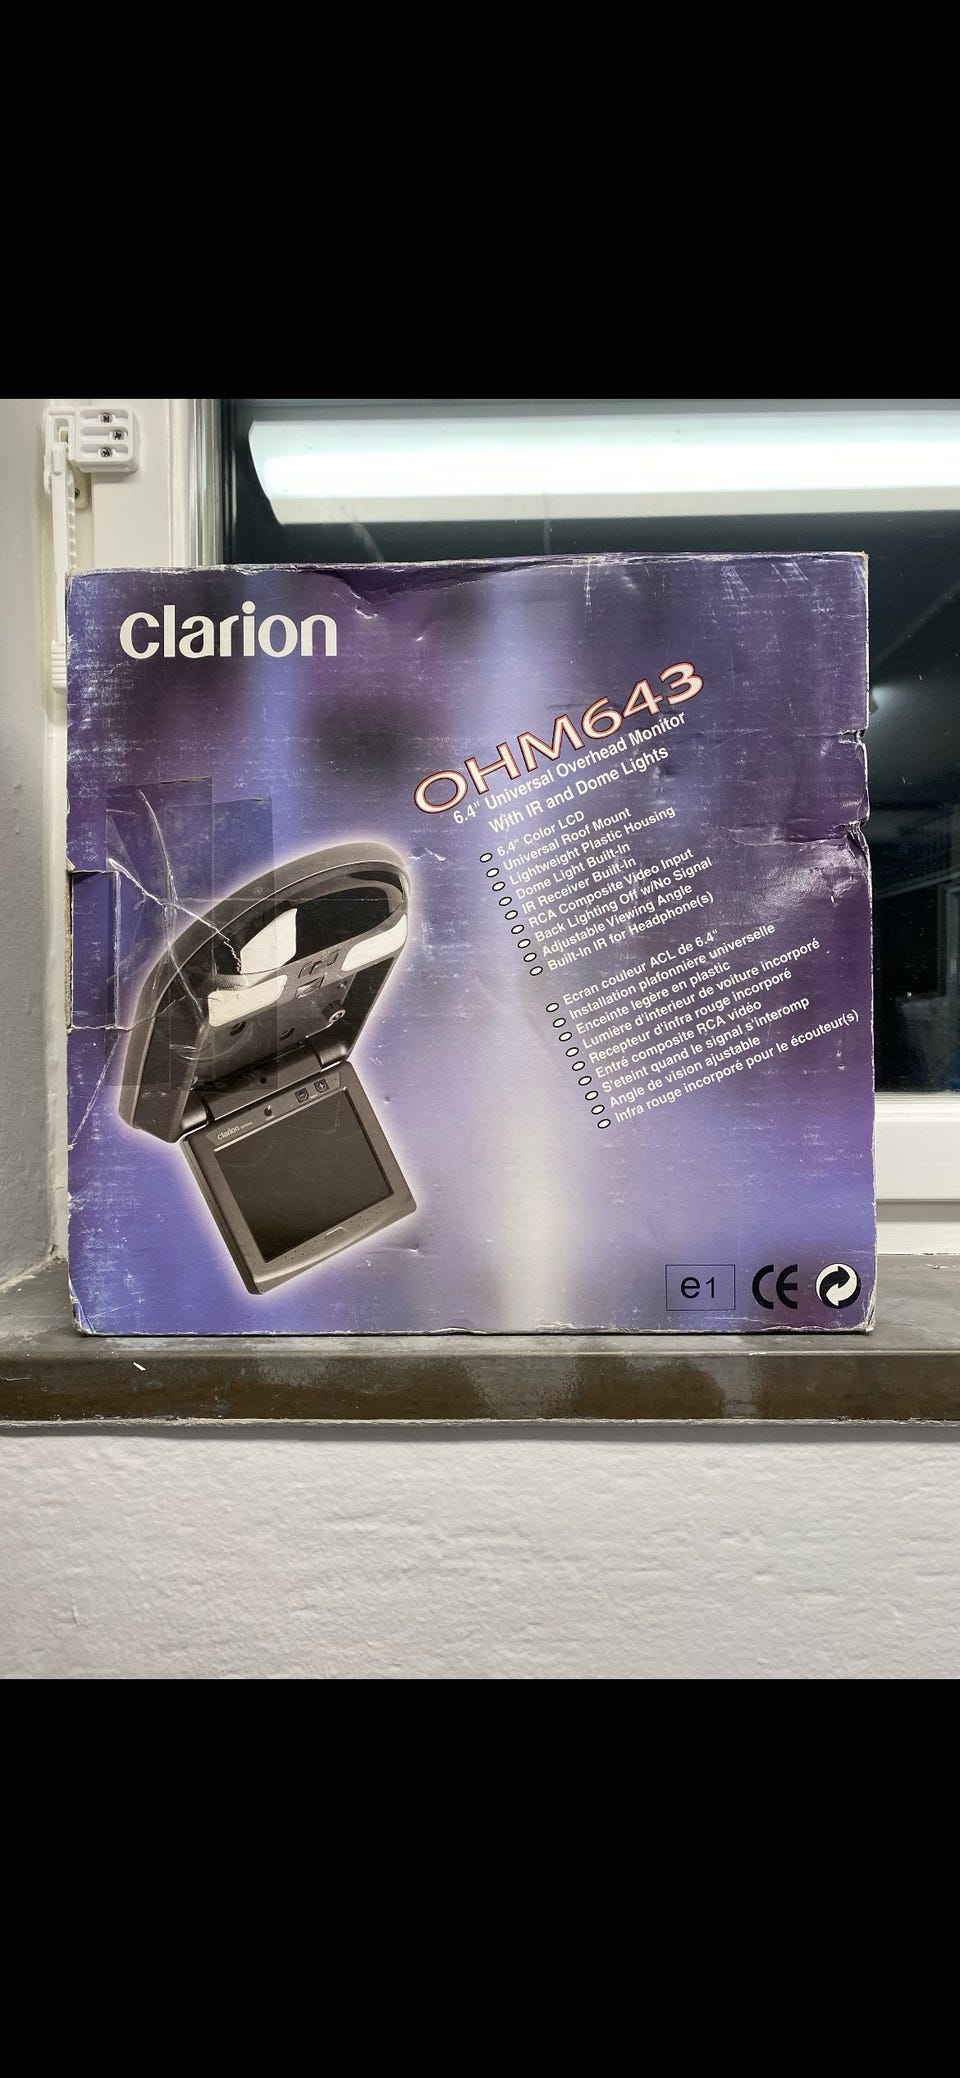 clarion
OHM643
6.4" Universal Overhead Monitor
With IR and Dome Lights
6.4" Color LCD
Universal Roof Mount
Lightweight Plastic Housing
Dome Light Built-In
IR Receiver Built-in
RCA Composite Video Input
Back Lighting Off w/No Signal
Adjustable Viewing Angle
Built-In IR for Headphone(s)
Ecran couleur ACL de 6.4"
Installation plafonnière universelle
Enceinte legère en plastic
Lumière d'interieur de voiture incorporé
Recepteur d'infra rouge incorporé
Entré composite RCA vidéo
S'eteint quand le signal s'interomp
Angle de vision ajustable
Infra rouge incorporé pour le écouteur(s)
clarion
e1 CE